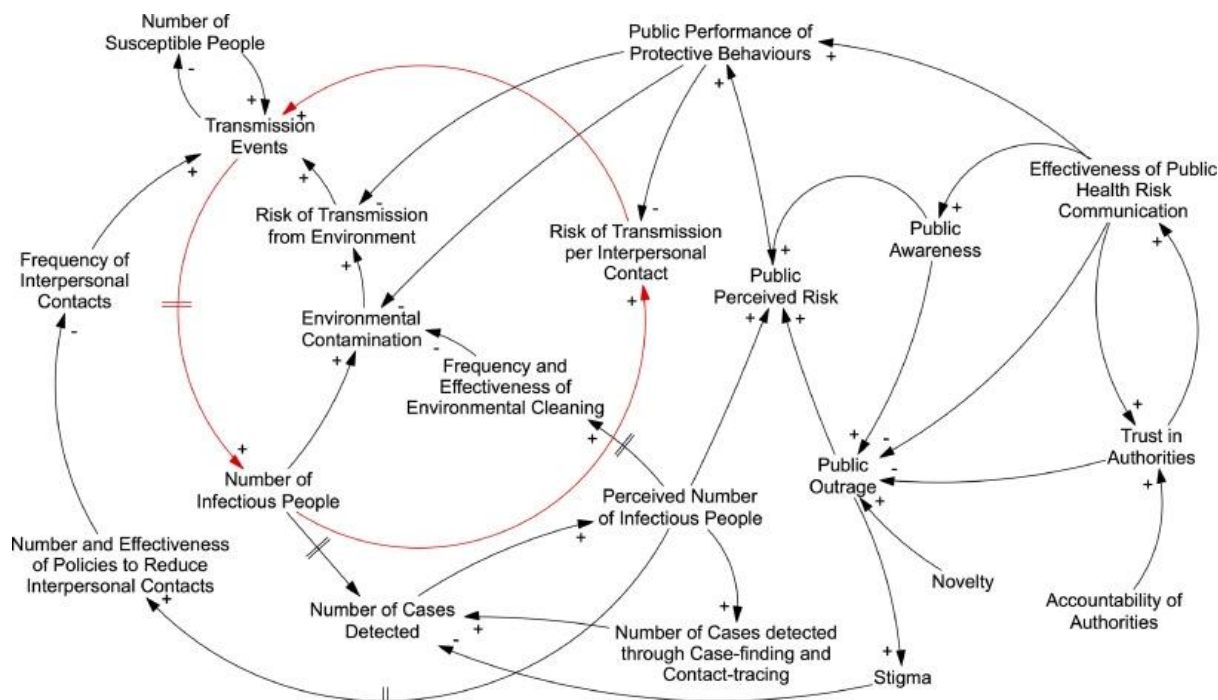 Number of
Susceptible People
Public Performance of
Protective Behaviours
Transmission
Events
Effectiveness of Public
Health Risk
Communication
Risk of Transmission
from Environment
Risk of Transmission
per Interpersonal
Contact
Public
Awareness
Frequency of
Interpersonal
Contacts
Public
Perceived Risk
Environmental
Contamination
Frequency and
Effectiveness of
Environmental Cleaning
Trust in
Authorities
Number of
Infectious People
Perceived Number
of Infectious People
Public
Outrage
Number and Effectiveness
of Policies to Reduce
Interpersonal Contacts
Novelty
Accountability of
Authorities
Number of Cases
Detected
Number of Cases detected
through Case-finding and
Contact-tracing
Stigma